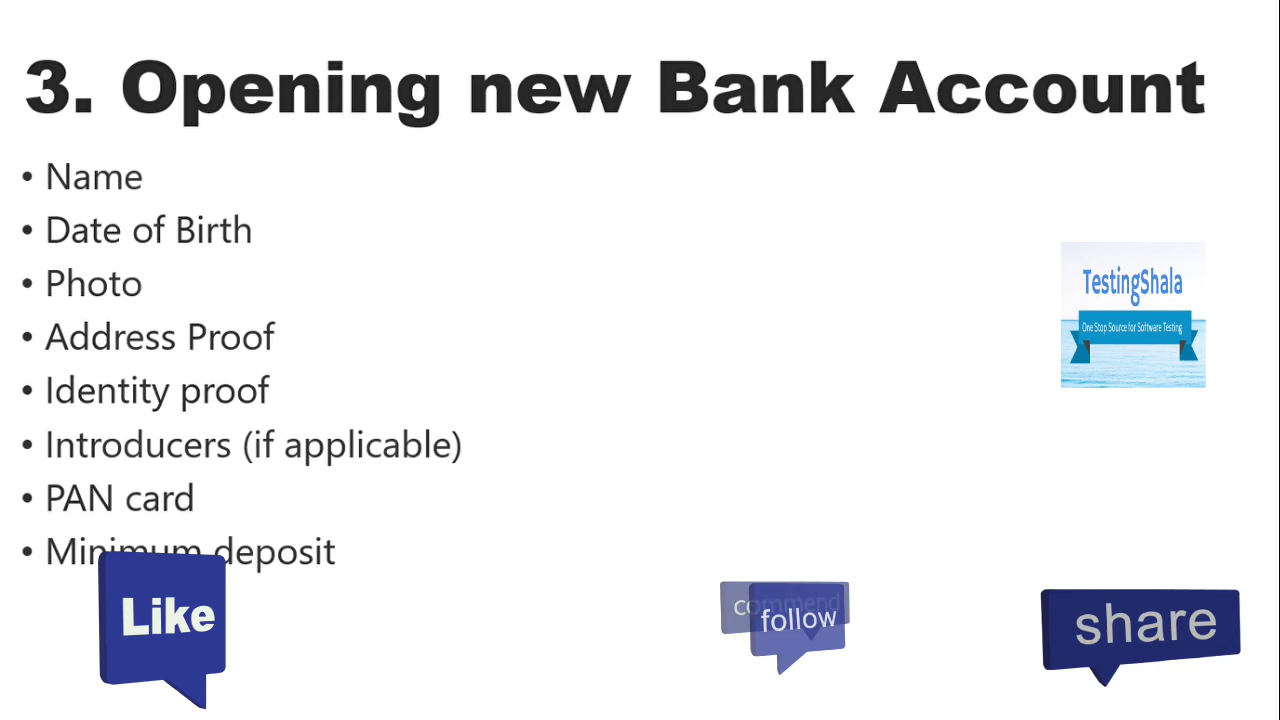 3. Opening new Bank Account
• Name
• Date of Birth
• Photo
• Address Proof
• Identity proof
• Introducers (if applicable)
• PAN card
• Minimum deposit
TestingShala
One Stop Source for Software Testing
Like
commend
follow
share